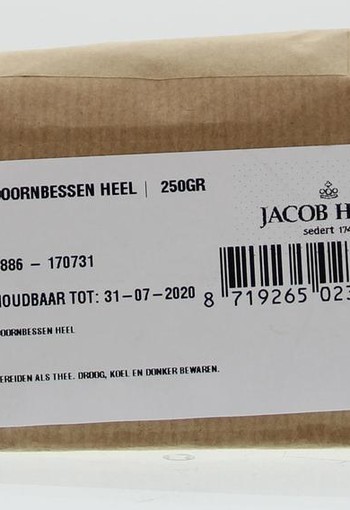 OORNBESSEN HEEL | 250GR
JACOB H
sedert 174
886 – 170731
HOUDBAAR TOT: 31–07–2020
8 719265 023
OORNBESSEN HEEL
EREIDEN ALS THEE. DROOG, KOEL EN DONKER BEWAREN.